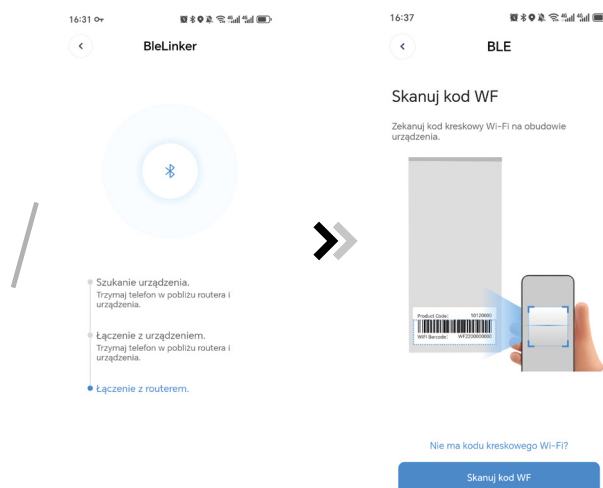 16:31
BleLinker
Szukanie urządzenia.
Trzymaj telefon w pobliżu routera i
urządzenia.
Łączenie z urządzeniem.
Trzymaj telefon w pobliżu routera i
urządzenia.
Łączenie z routerem.
16:37
BLE
Skanuj kod WF
Zekanuj kod kreskowy Wi-Fi na obudowie
urządzenia.
Product Code: 10120000
WiFi Barcode: WF2200000000
Nie ma kodu kreskowego Wi-Fi?
Skanuj kod WF